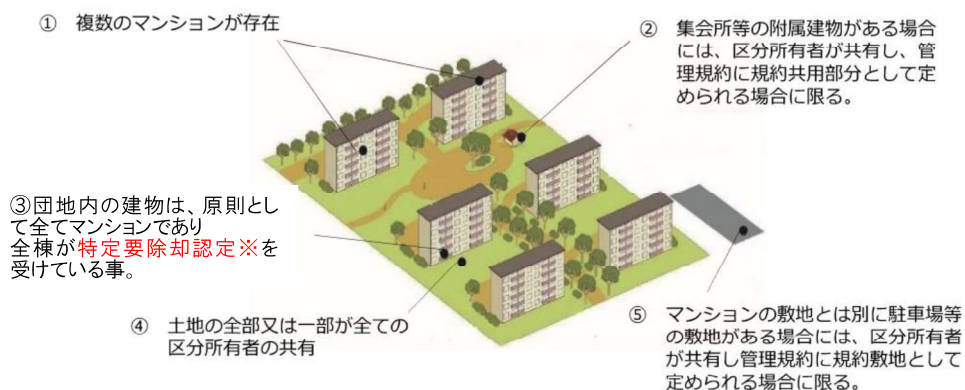 ① 複数のマンションが存在
② 集会所等の附属建物がある場合
には、区分所有者が共有し、管
理規約に規約共用部分として定
められる場合に限る。
③団地内の建物は、原則とし
て全てマンションであり
全棟が特定要除却認定※を
受けている事。
④ 土地の全部又は一部が全ての
区分所有者の共有
⑤ マンションの敷地とは別に駐車場等
の敷地がある場合には、区分所有者
が共有し管理規約に規約敷地として
定められる場合に限る。